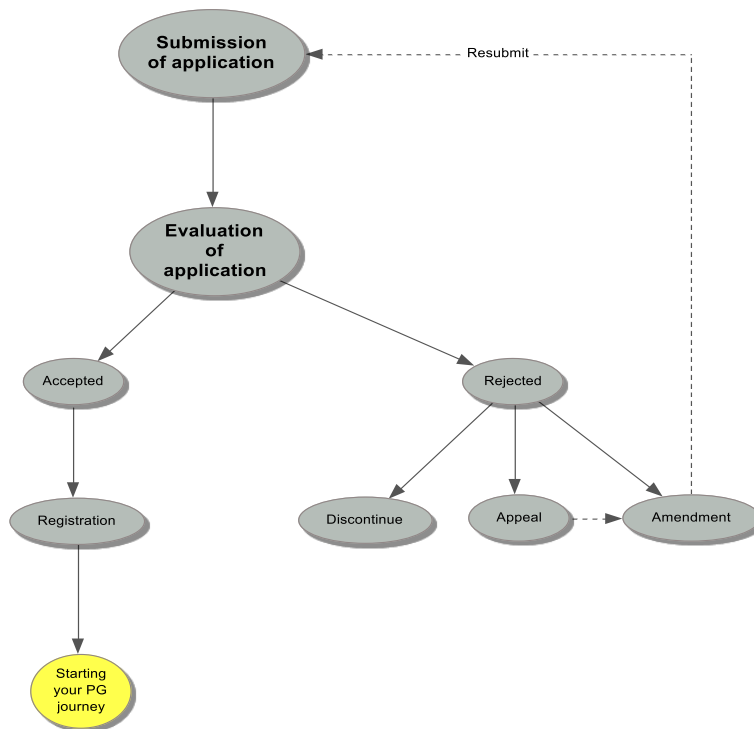 Submission
of application
Resubmit
Evaluation
of
application
Accepted
Rejected
Registration
Discontinue
Appeal
Amendment
Starting
your PG
journey